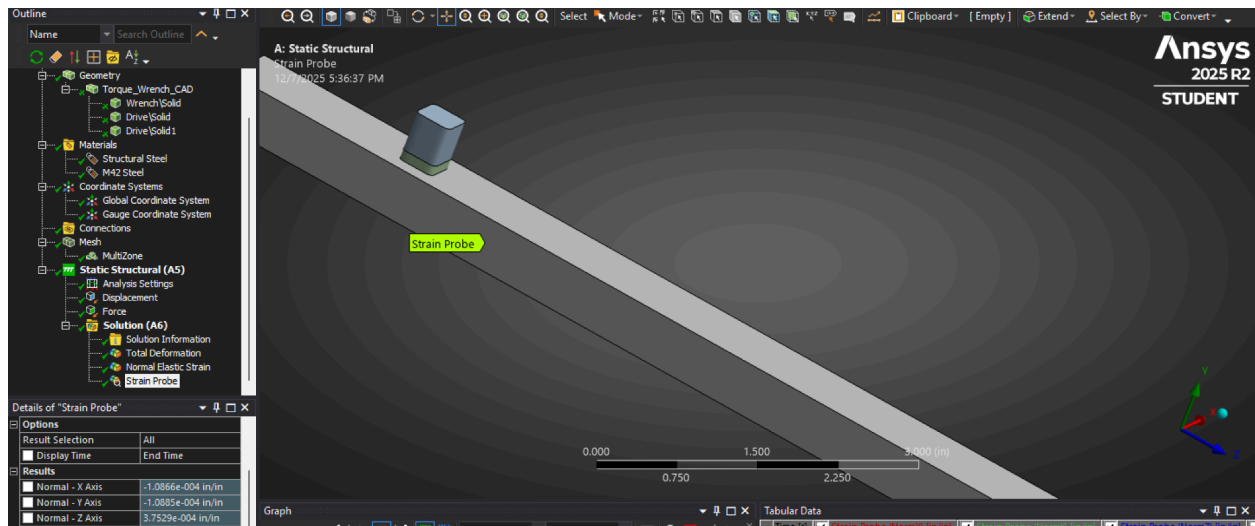 Outline
Name
Search Outline
Geometry
Torque_Wrench_CAD
Wrench\Solid
Drive\Solid
Drive\Solid1
Materials
Structural Steel
M42 Steel
Coordinate Systems
Global Coordinate System
Gauge Coordinate System
Connections
Mesh
MultiZone
Static Structural (A5)
Analysis Settings
Displacement
Force
Solution (A6)
Solution Information
Total Deformation
Normal Elastic Strain
Strain Probe
Details of "Strain Probe"
Options
Result Selection All
Display Time End Time
Results
Normal - X Axis -1.0866e-004 in/in
Normal - Y Axis -1.0885e-004 in/in
Normal - Z Axis 3.7529e-004 in/in
Select Mode Clipboard [ Empty ] Extend Select By Convert
A: Static Structural
Strain Probe
12/7/2025 5:36:37 PM
Ansys
2025 R2
STUDENT
Strain Probe
Y
X
Z
0.000 1.500 3.000 (in)
0.750 2.250
Graph
Tabular Data